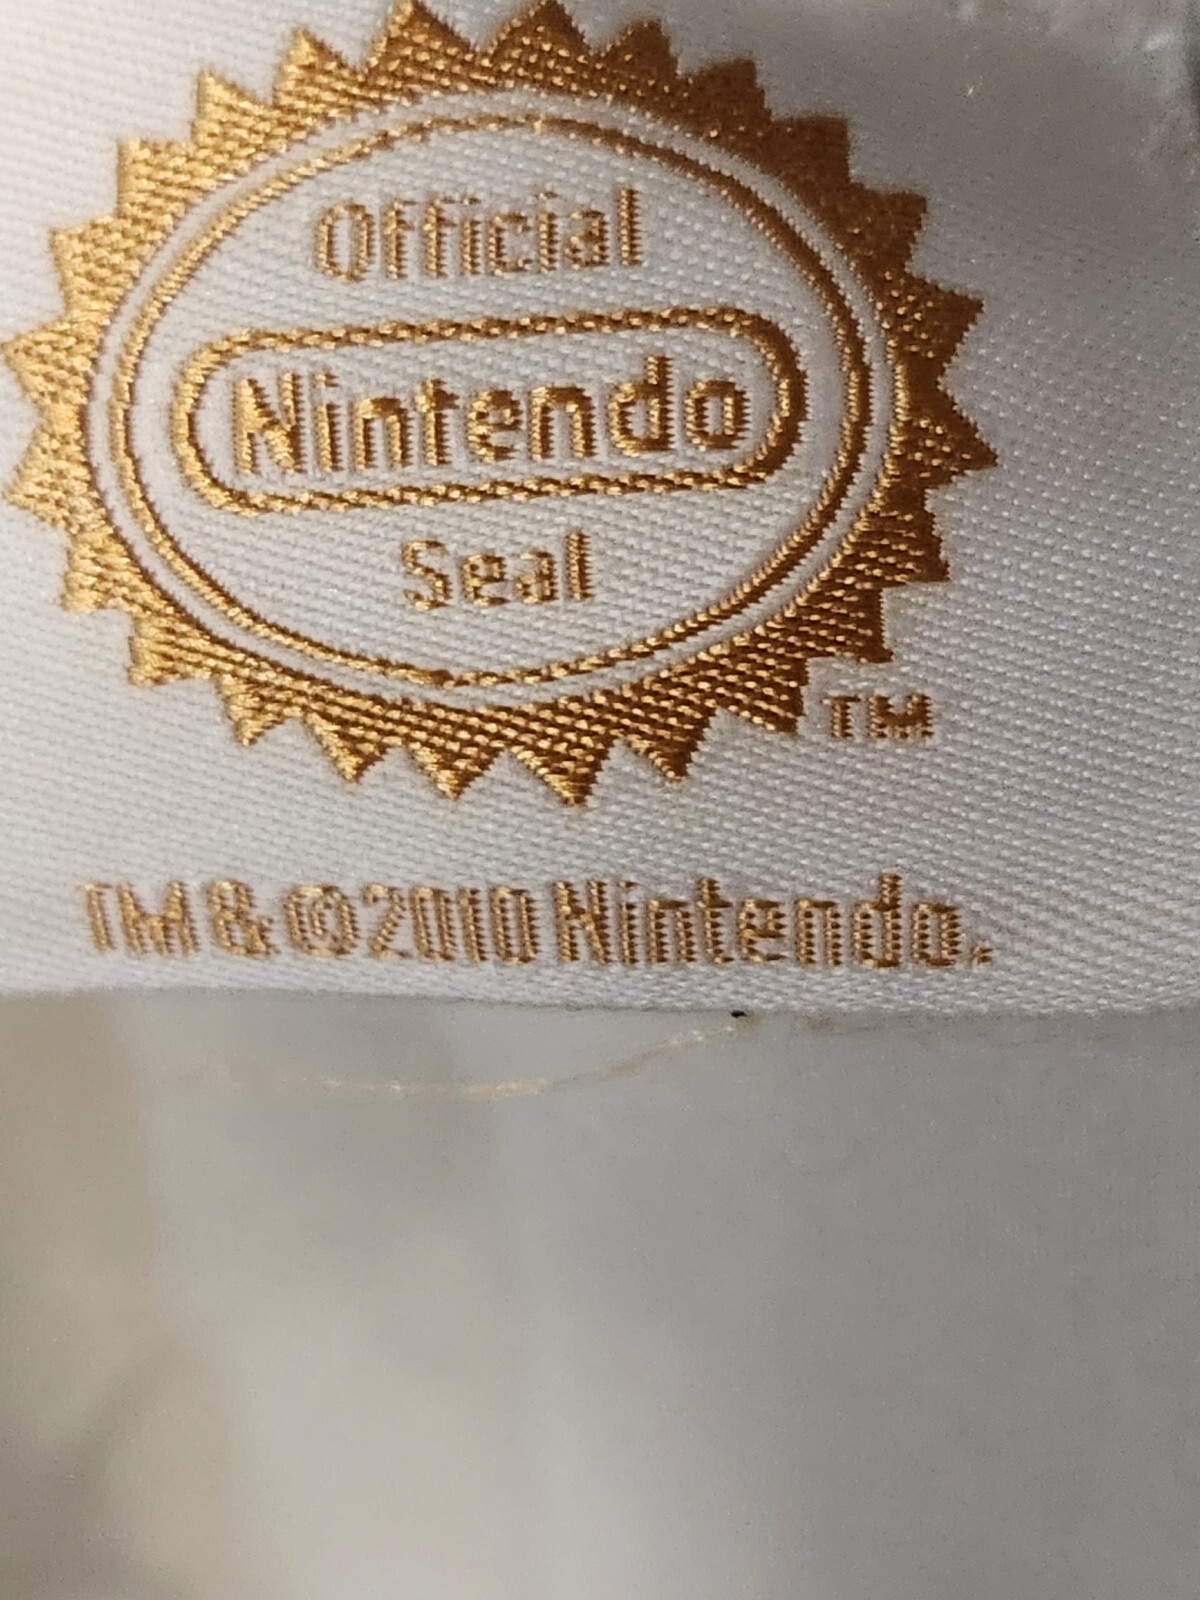 Official
Nintendo
Seal
TM
TM & ©2010 Nintendo.